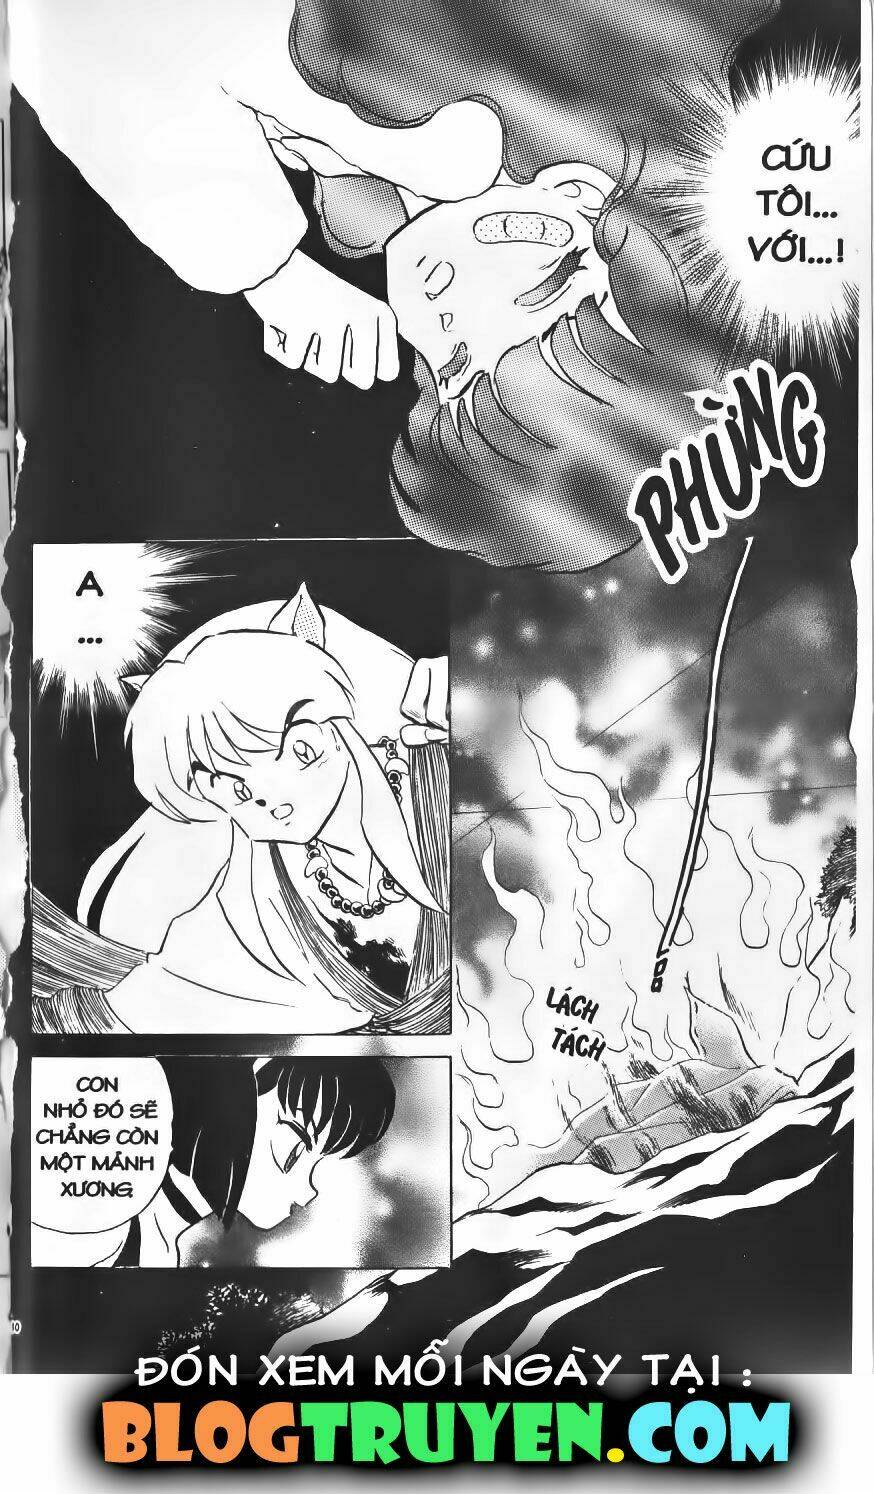 CỨU
TÔI...
VỚI...!
PHỪNG
A
...
LÁCH
TÁCH
CON
NHỎ ĐÓ SẼ
CHẲNG CÒN
MỘT MẢNH
XƯƠNG.
10
ĐÓN XEM MỖI NGÀY TẠI :
BLOGTRUYEN.COM